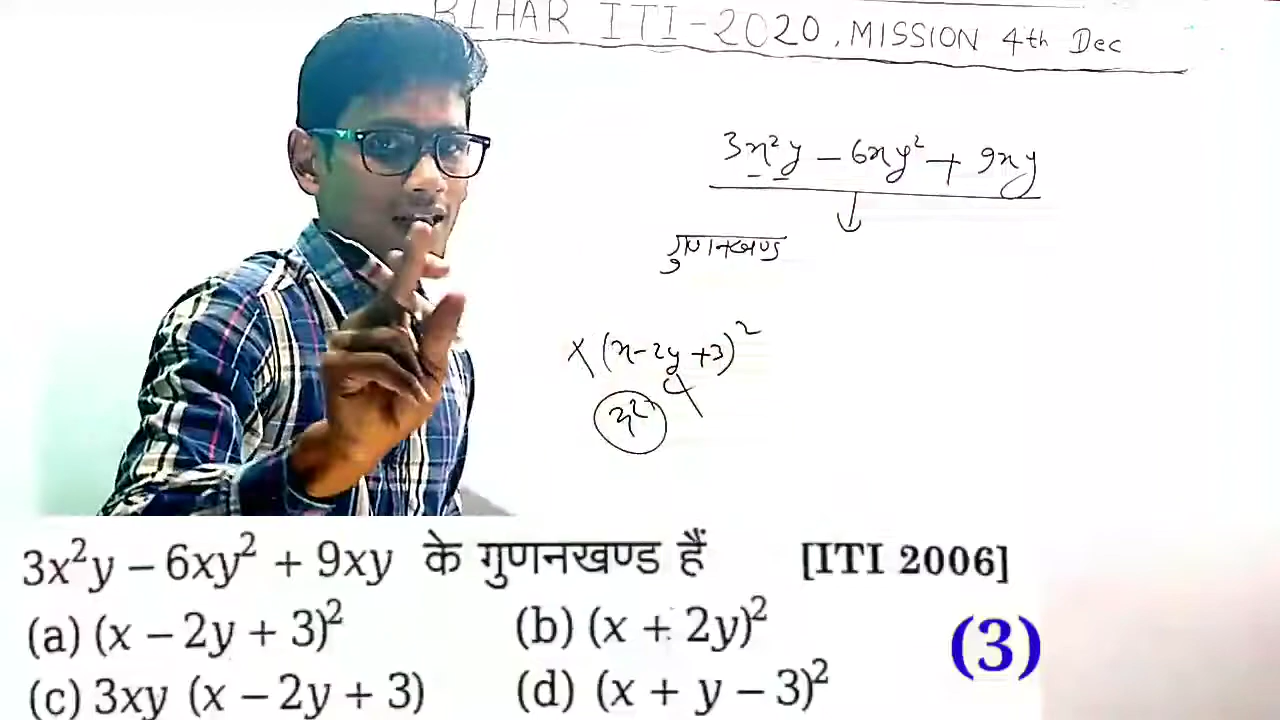 BIHAR ITI-2020, MISSION 4th Dec
3x²y – 6xy² + 9xy
गुणनखण्ड
x (x-2y+3)²
x²
3x²y – 6xy² + 9xy के गुणनखण्ड हैं [ITI 2006]
(a) (x – 2y + 3)² (b) (x + 2y)²
(3)
(c) 3xy (x – 2y + 3) (d) (x + y – 3)²